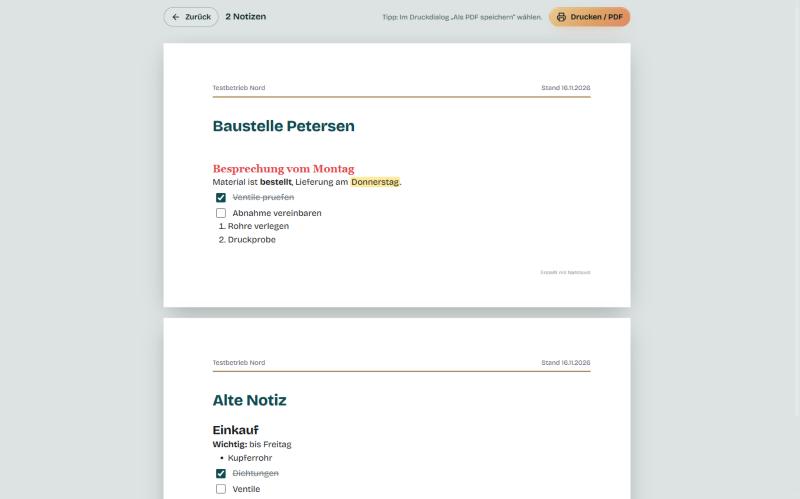 Zurück
2 Notizen
Tipp: Im Druckdialog „Als PDF speichern" wählen.
Drucken / PDF
Testbetrieb Nord
Stand 16.11.2026
Baustelle Petersen
Besprechung vom Montag
Material ist bestellt, Lieferung am Donnerstag.
Ventile pruefen
Abnahme vereinbaren
1. Rohre verlegen
2. Druckprobe
Erstellt mit
Testbetrieb Nord
Stand 16.11.2026
Alte Notiz
Einkauf
Wichtig: bis Freitag
• Kupferrohr
Dichtungen
Ventile